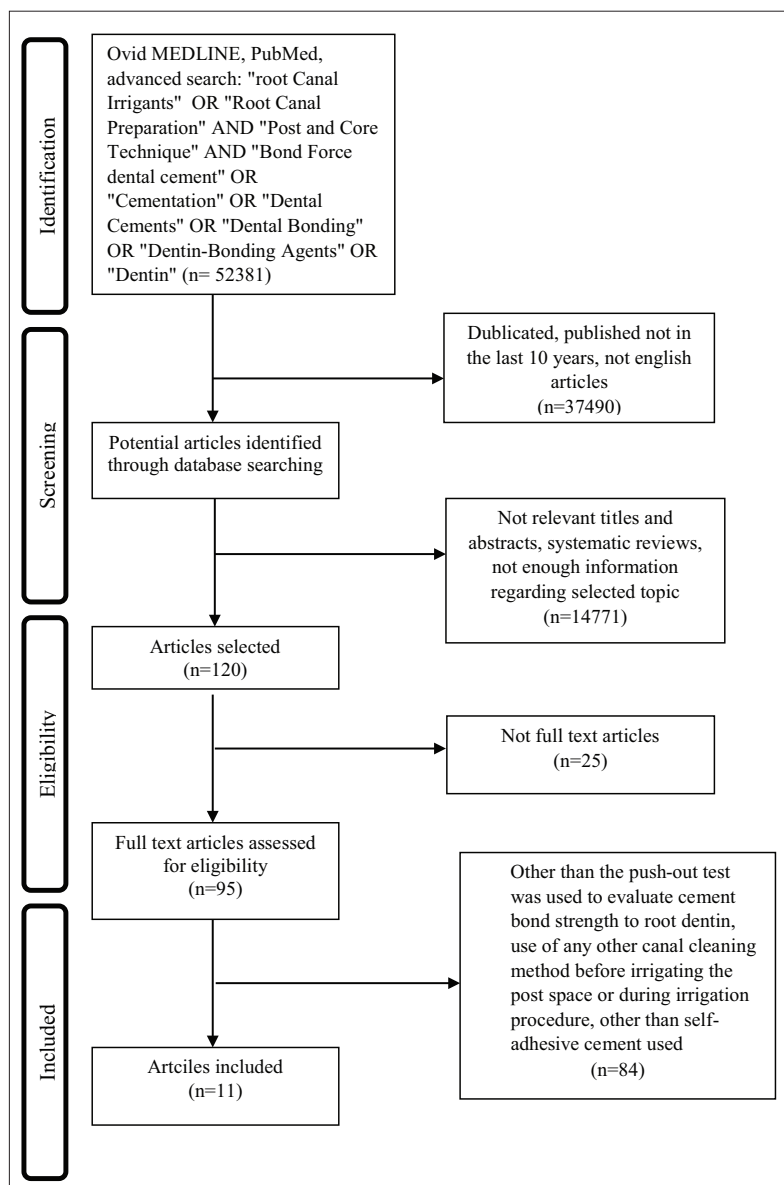 Identification
Ovid MEDLINE, PubMed,
advanced search: "root Canal
Irrigants" OR "Root Canal
Preparation" AND "Post and Core
Technique" AND "Bond Force
dental cement" OR
"Cementation" OR "Dental
Cements" OR "Dental Bonding"
OR "Dentin-Bonding Agents" OR
"Dentin" (n= 52381)
Screening
Dublicated, published not in
the last 10 years, not english
articles
(n=37490)
Potential articles identified
through database searching
Not relevant titles and
abstracts, systematic reviews,
not enough information
regarding selected topic
(n=14771)
Eligibility
Articles selected
(n=120)
Not full text articles
(n=25)
Full text articles assessed
for eligibility
(n=95)
Included
Other than the push-out test
was used to evaluate cement
bond strength to root dentin,
use of any other canal cleaning
method before irrigating the
post space or during irrigation
procedure, other than self-
adhesive cement used
(n=84)
Artciles included
(n=11)